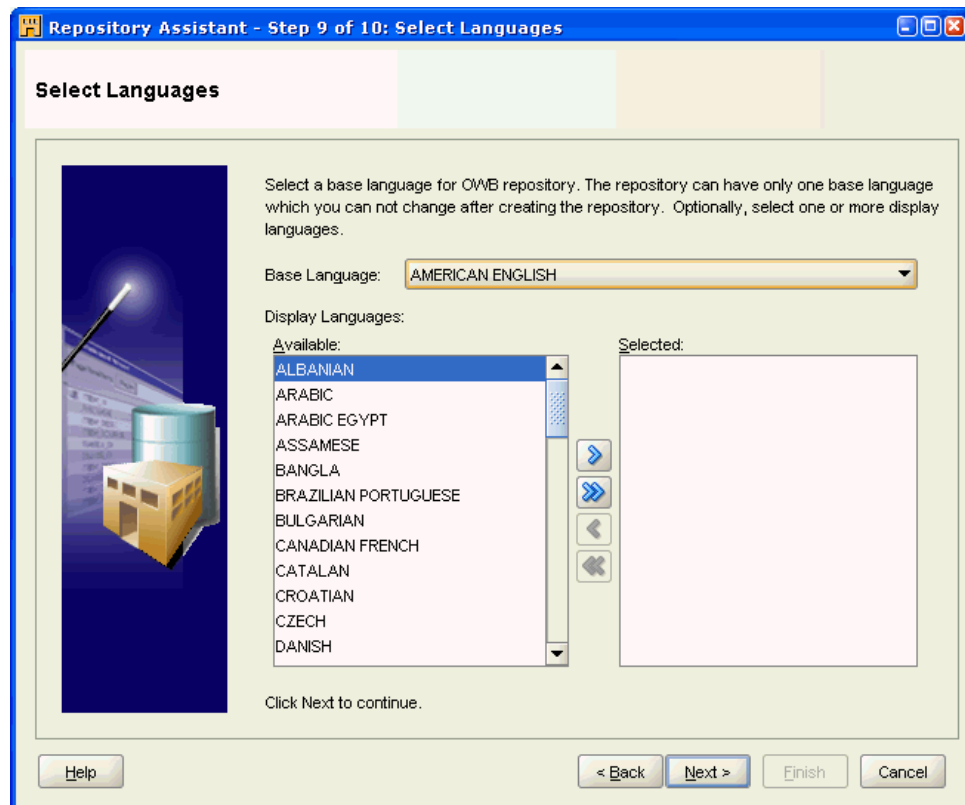 Repository Assistant - Step 9 of 10: Select Languages
Select Languages
Select a base language for OWB repository. The repository can have only one base language
which you can not change after creating the repository.  Optionally, select one or more display
languages.
Base Language: AMERICAN ENGLISH
Display Languages:
Available:
ALBANIAN
ARABIC
ARABIC EGYPT
ASSAMESE
BANGLA
BRAZILIAN PORTUGUESE
BULGARIAN
CANADIAN FRENCH
CATALAN
CROATIAN
CZECH
DANISH
Selected:
Click Next to continue.
Help
< Back
Next >
Finish
Cancel